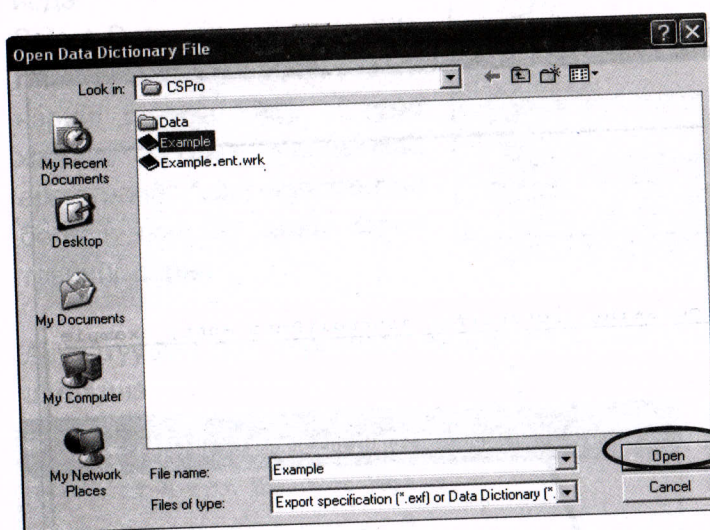 Open Data Dictionary File
Look in: CSPro
Data
Example
Example.ent.wrk
My Recent
Documents
Desktop
My Documents
My Computer
My Network
Places
File name: Example
Open
Files of type: Export specification (*.exf) or Data Dictionary (*.
Cancel